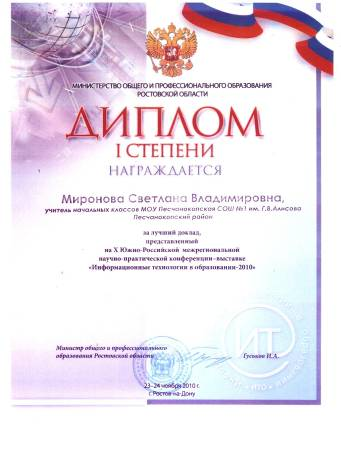 МИНИСТЕРСТВО ОБЩЕГО И ПРОФЕССИОНАЛЬНОГО ОБРАЗОВАНИЯ
РОСТОВСКОЙ ОБЛАСТИ
ДИПЛОМ
I СТЕПЕНИ
НАГРАЖДАЕТСЯ
Миронова Светлана Владимировна,
учитель начальных классов МОУ Песчанокопская СОШ №1 им. Г.В.Алисова
Песчанокопский район
за лучший доклад,
представленный
на X Южно-Российской межрегиональной
научно-практической конференции-выставке
«Информационные технологии в образовании-2010»
ИТ
Министр общего и профессионального
образования Ростовской области
Гуськов И.А.
23-24 ноября 2010 г.
г. Ростов-на-Дону